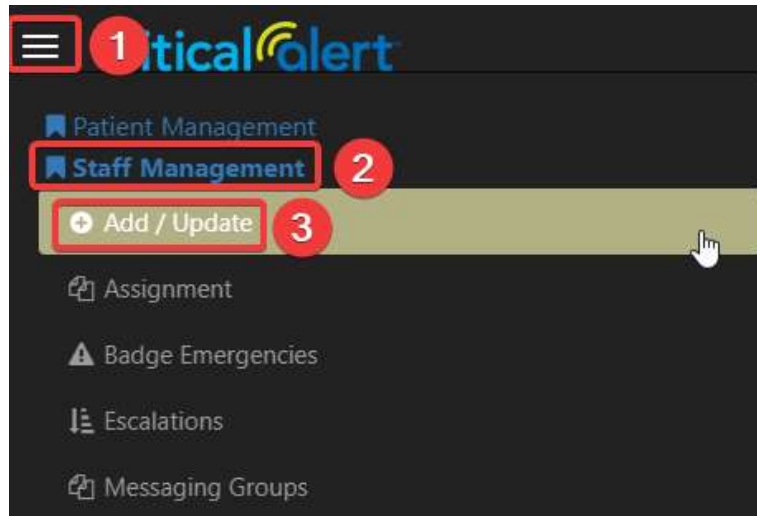 1 itical alert
Patient Management
Staff Management 2
Add / Update 3
Assignment
Badge Emergencies
Escalations
Messaging Groups